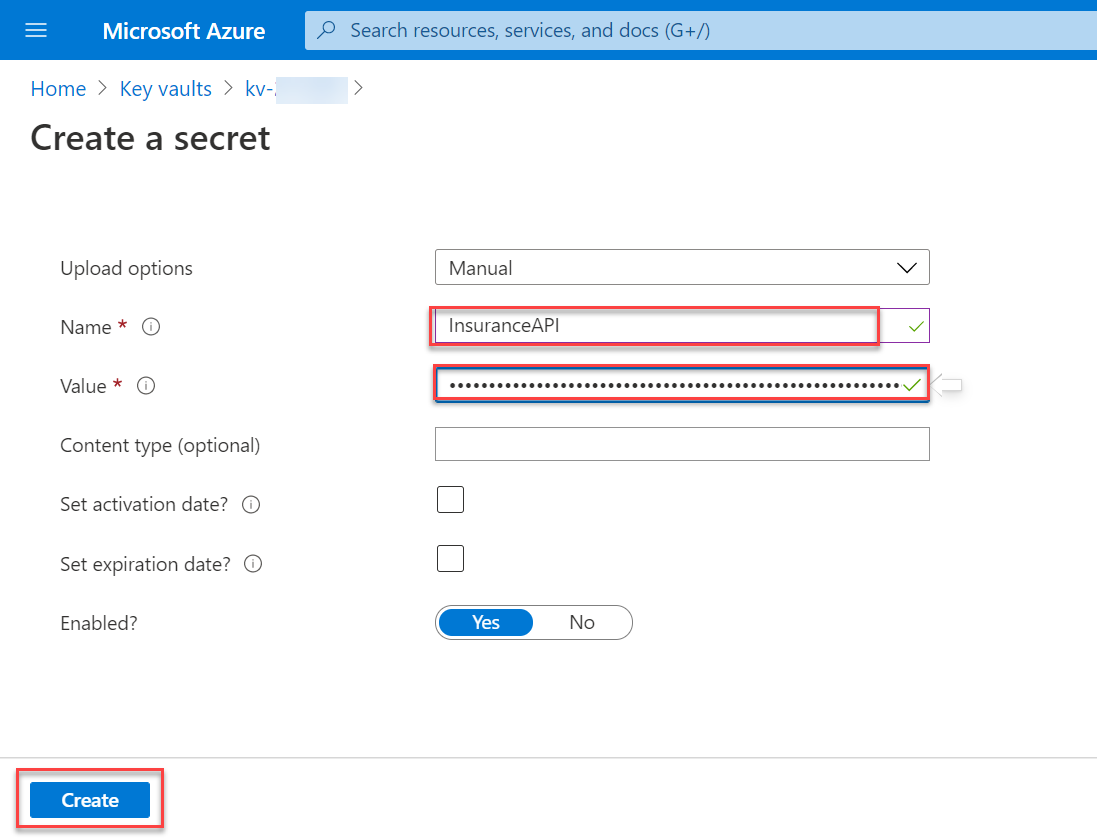 Microsoft Azure
Search resources, services, and docs (G+/)
Home > Key vaults > kv- >
Create a secret
Upload options
Manual
Name *
InsuranceAPI
Value *
Content type (optional)
Set activation date?
Set expiration date?
Enabled?
Yes No
Create